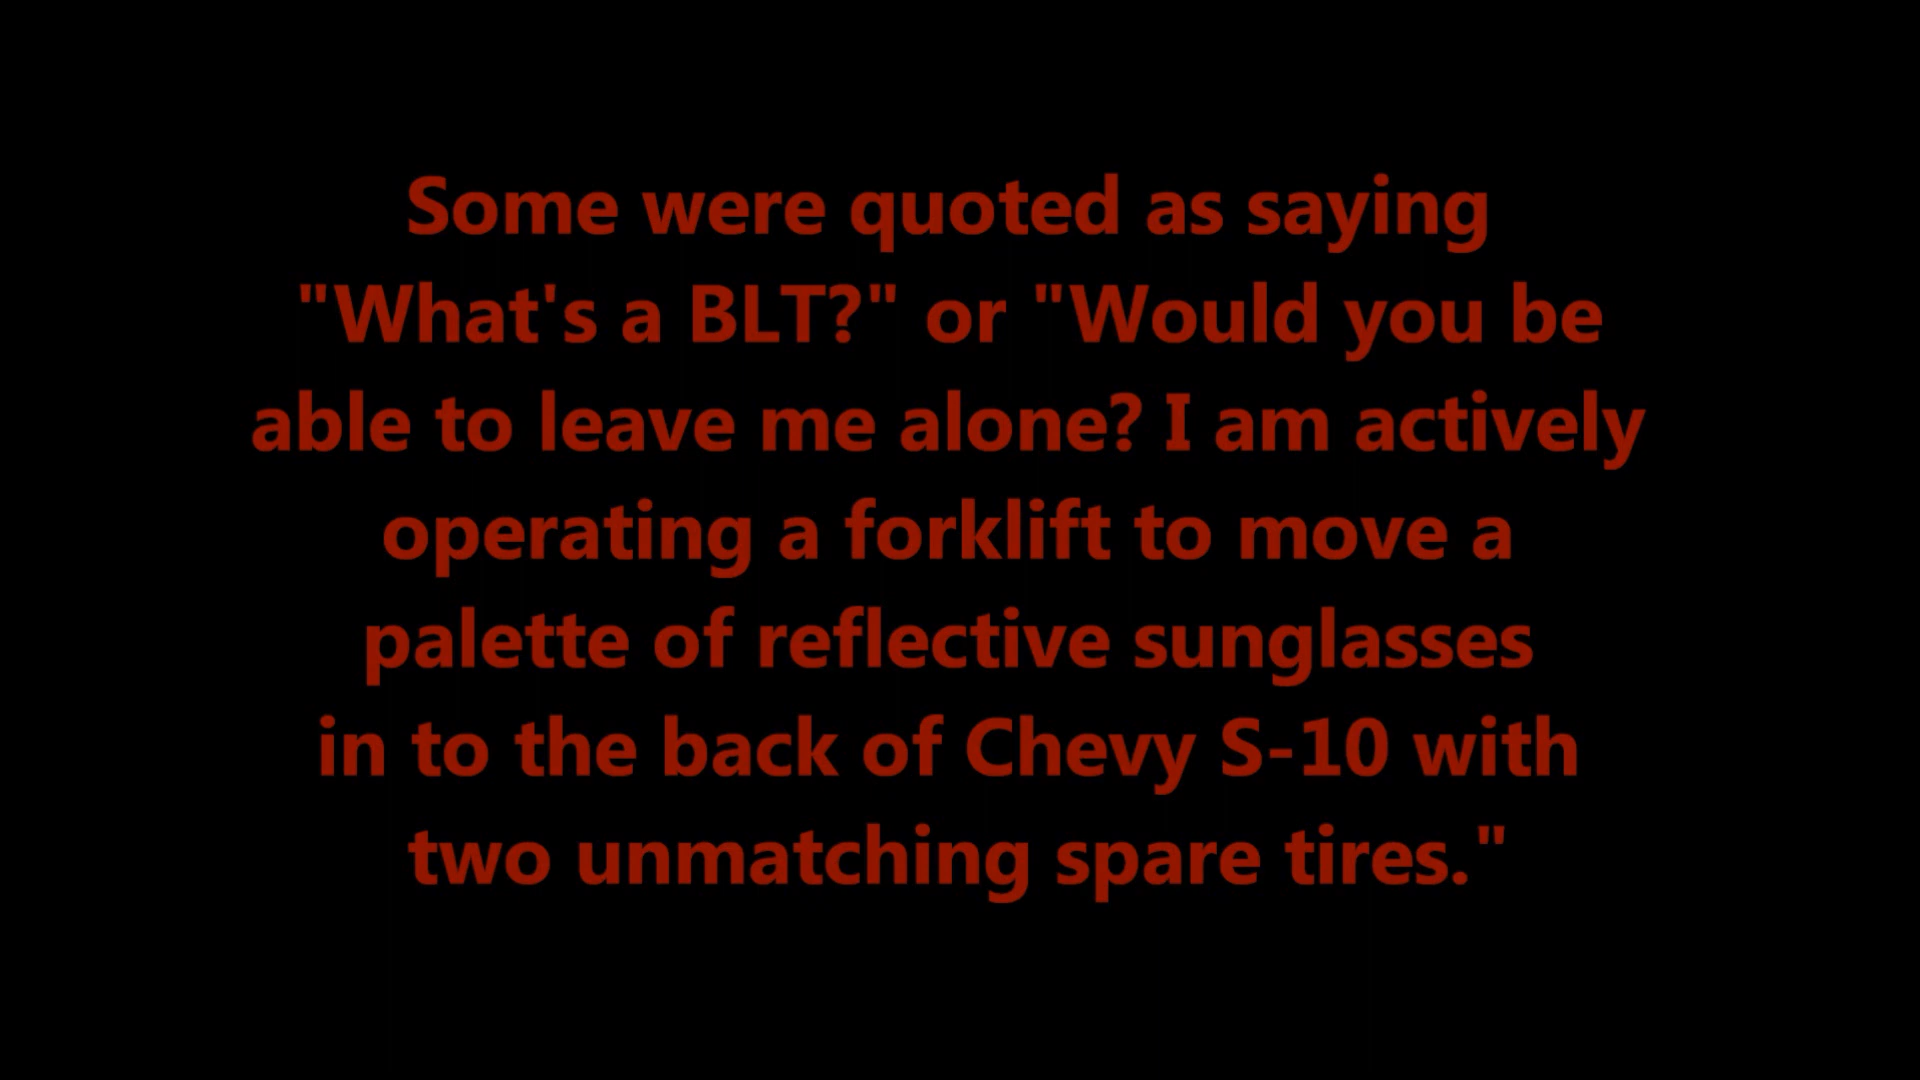 Some were quoted as saying
"What's a BLT?" or "Would you be
able to leave me alone? I am actively
operating a forklift to move a
palette of reflective sunglasses
in to the back of Chevy S-10 with
two unmatching spare tires."